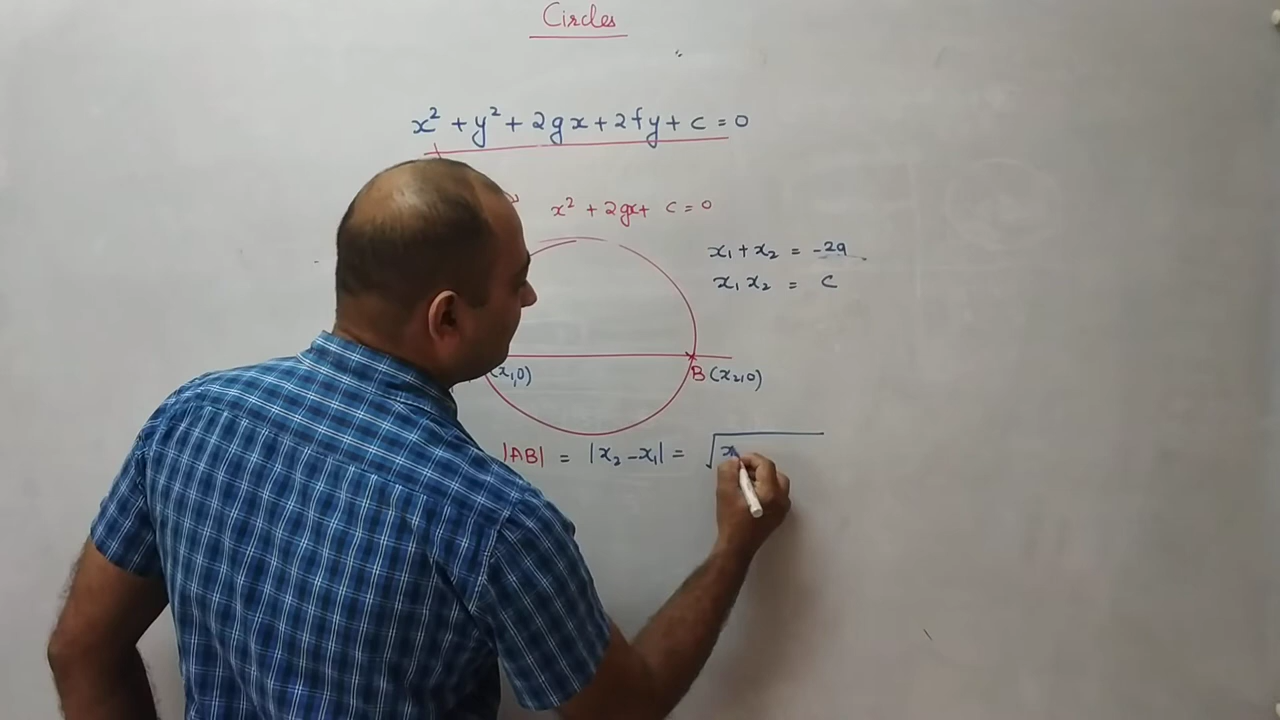 Circles
x² + y² + 2gx + 2fy + c = 0
x² + 2gx + c = 0
x₁ + x₂ = -2g
x₁ x₂ = c
(x₁,0) B (x₂,0)
|AB| = |x₂ - x₁| = √x